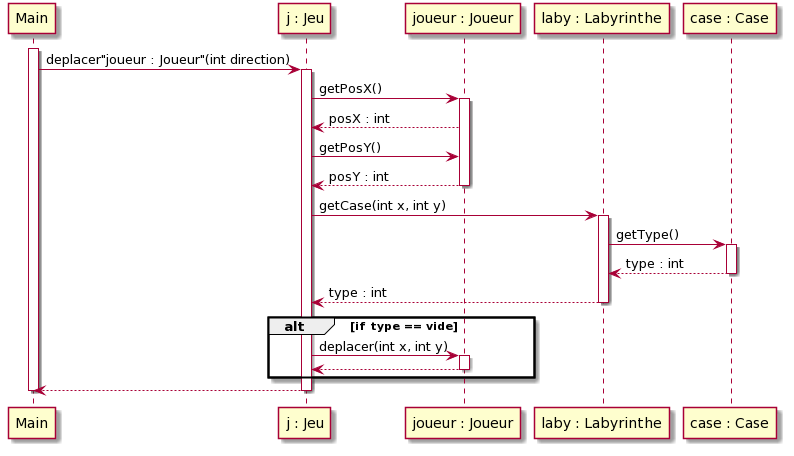 Main
j : Jeu
joueur : Joueur
laby : Labyrinthe
case : Case
deplacer"joueur : Joueur"(int direction)
getPosX()
posX : int
getPosY()
posY : int
getCase(int x, int y)
getType()
type : int
type : int
alt [if type == vide]
deplacer(int x, int y)
Main
j : Jeu
joueur : Joueur
laby : Labyrinthe
case : Case